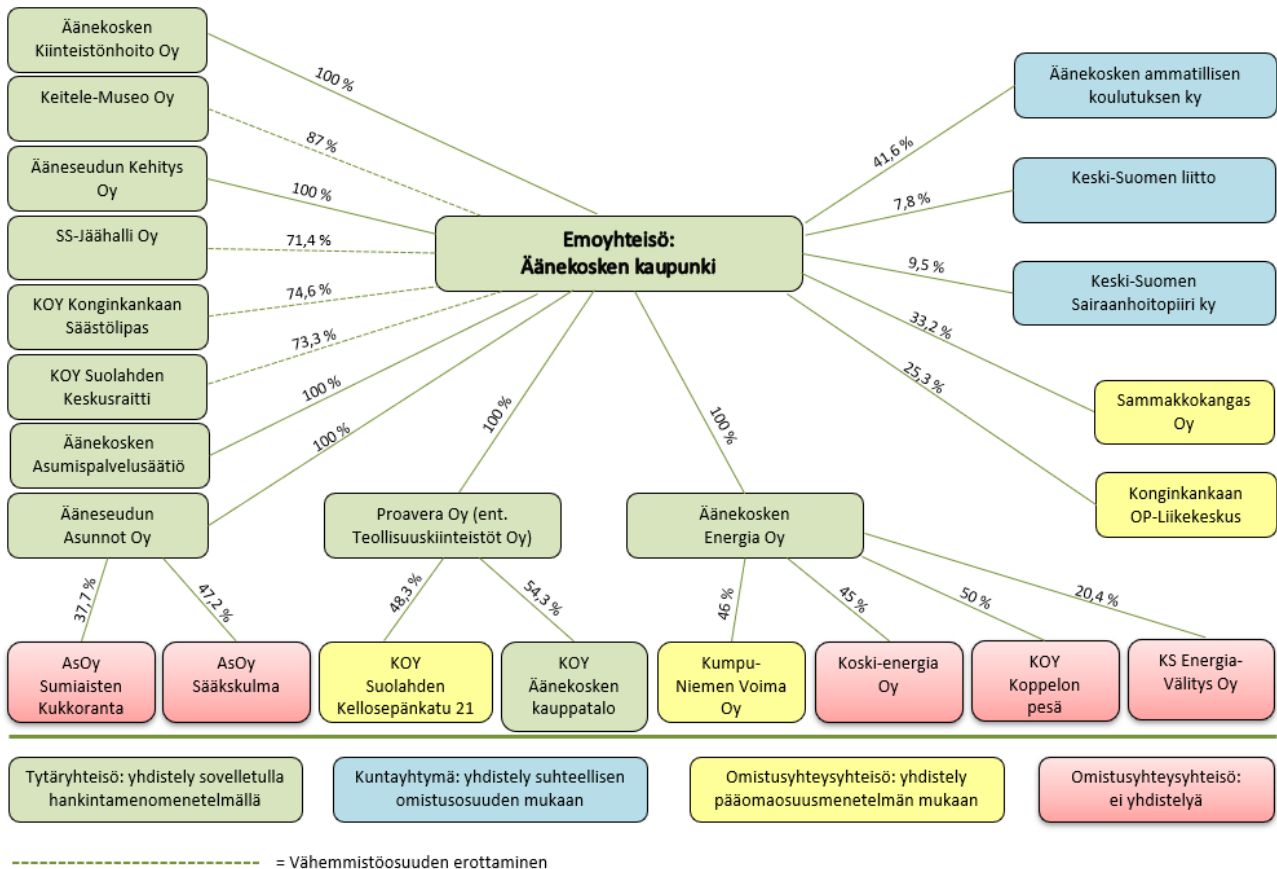 Äänekosken
Kiinteistönhoito Oy
100 %
Keitele-Museo Oy
87 %
Ääneseudun Kehitys
Oy
100 %
SS-Jäähalli Oy
71,4 %
KOY Konginkankaan
Säästölipas
74,6 %
KOY Suolahden
Keskusraitti
73,3 %
Äänekosken
Asumispalvelusäätiö
100 %
Ääneseudun
Asunnot Oy
100 %
Emoyhteisö:
Äänekosken kaupunki
41,6 %
Äänekosken ammatillisen
koulutuksen ky
7,8 %
Keski-Suomen liitto
9,5 %
Keski-Suomen
Sairaanhoitopiiri ky
33,2 %
Sammakkokangas
Oy
25,3 %
Konginkankaan
OP-Liikekeskus
100 %
Proavera Oy (ent.
Teollisuuskiinteistöt Oy)
100 %
Äänekosken
Energia Oy
37,7 %
47,2 %
48,3 %
54,3 %
46 %
45 %
50 %
20,4 %
AsOy
Sumiaisten
Kukkoranta
AsOy
Sääkskulma
KOY
Suolahden
Kellosepänkatu 21
KOY
Äänekosken
kauppatalo
Kumpu-
Niemen Voima
Oy
Koski-energia
Oy
KOY
Koppelon
pesä
KS Energia-
Välitys Oy
Tytäryhteisö: yhdistely sovelletulla
hankintamenomenetelmällä
Kuntayhtymä: yhdistely suhteellisen
omistusosuuden mukaan
Omistusyhteysyhteisö: yhdistely
pääomaosuusmenetelmän mukaan
Omistusyhteysyhteisö:
ei yhdistelyä
= Vähemmistöosuuden erottaminen